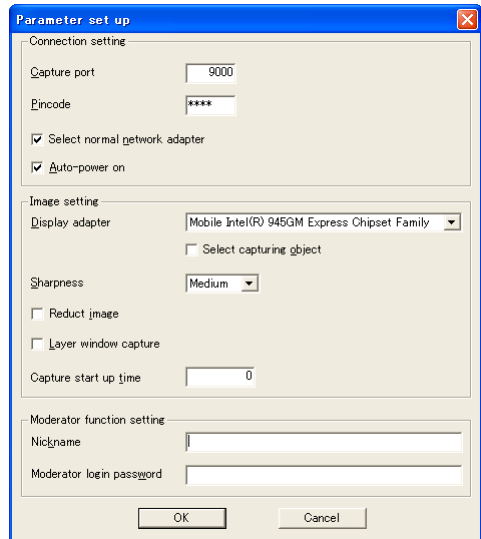 Parameter set up
Connection setting
Capture port 9000
Pincode ****
Select normal network adapter
Auto-power on
Image setting
Display adapter Mobile Intel(R) 945GM Express Chipset Family
Select capturing object
Sharpness Medium
Reduct image
Layer window capture
Capture start up time 0
Moderator function setting
Nickname
Moderator login password
OK Cancel